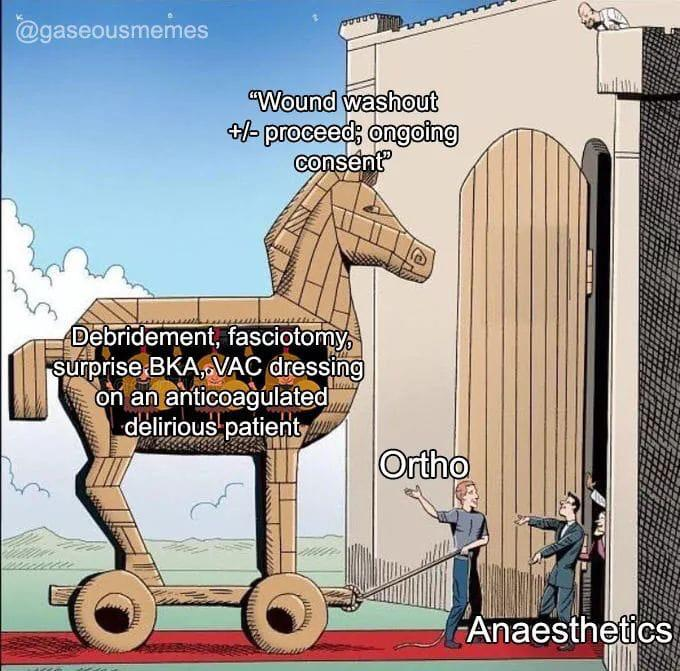 @gaseousmemes
“Wound washout
+/- proceed; ongoing
consent”
Debridement, fasciotomy,
surprise BKA, VAC dressing
on an anticoagulated
delirious patient
Ortho
Anaesthetics